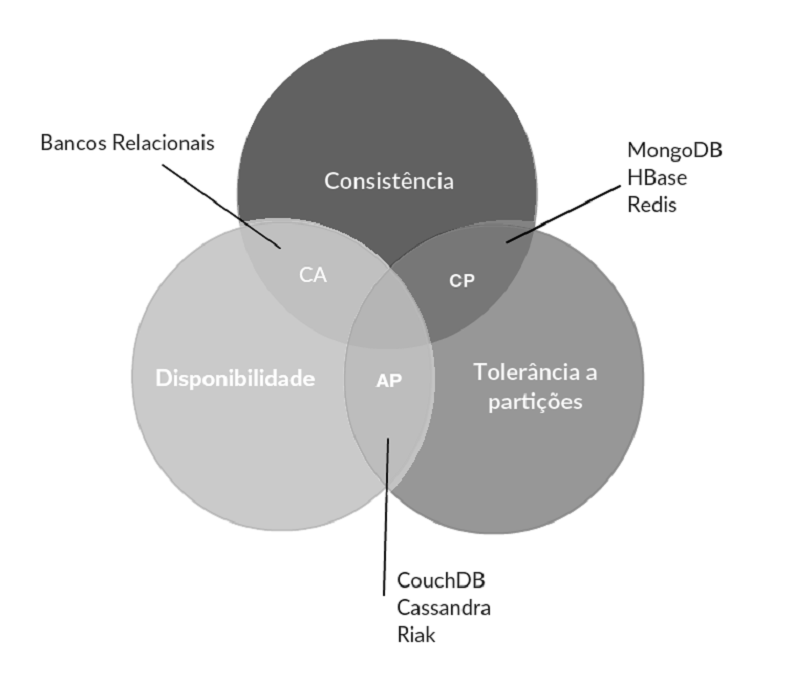 Bancos Relacionais
Consistência
MongoDB
HBase
Redis
CA
CP
Disponibilidade
AP
Tolerância a
partições
CouchDB
Cassandra
Riak